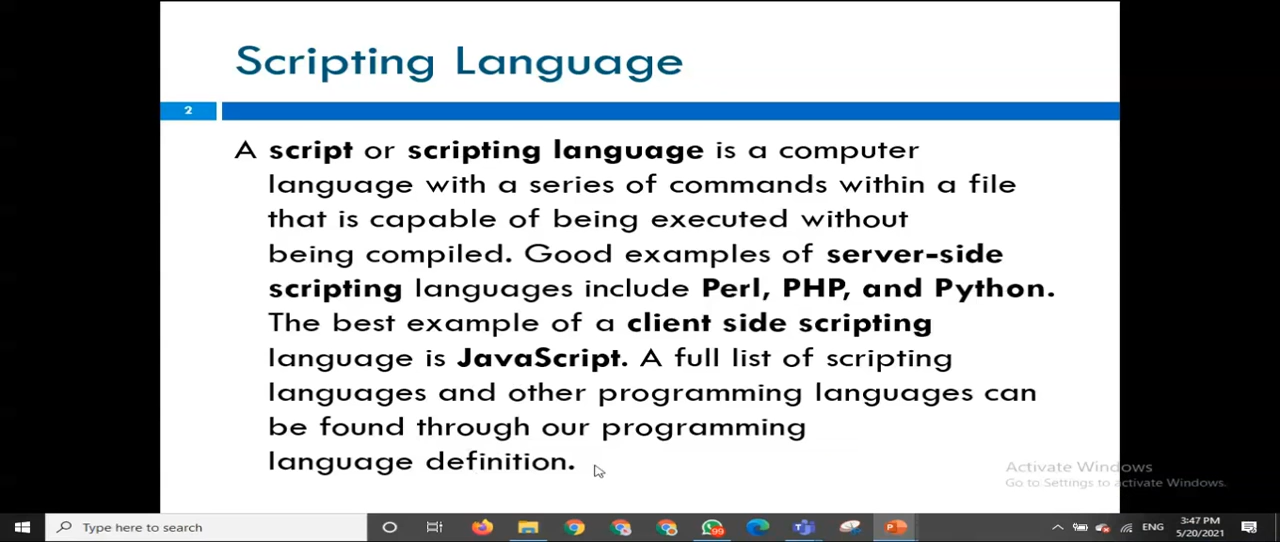 Scripting Language
2
A script or scripting language is a computer
language with a series of commands within a file
that is capable of being executed without
being compiled. Good examples of server-side
scripting languages include Perl, PHP, and Python.
The best example of a client side scripting
language is JavaScript. A full list of scripting
languages and other programming languages can
be found through our programming
language definition.
Activate Windows
Go to Settings to activate Windows.
Type here to search
99
ENG
3:47 PM
5/20/2021